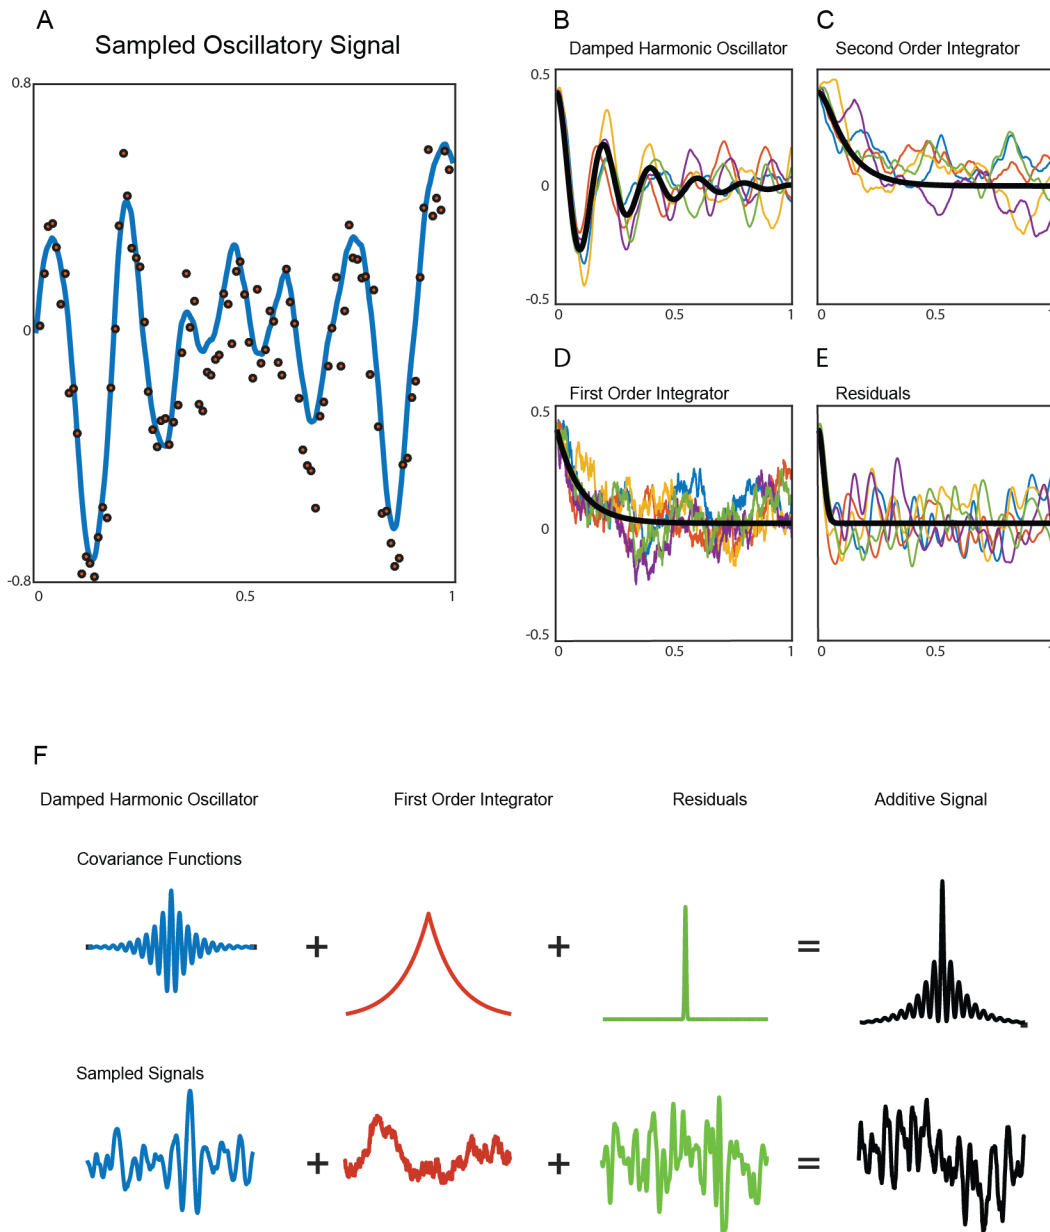 A
Sampled Oscillatory Signal
0.8
0
-0.8
0
0.5
1
B
Damped Harmonic Oscillator
0.5
0
-0.5
0
0.5
1
C
Second Order Integrator
0
0.5
1
D
First Order Integrator
0.5
0
-0.5
0
0.5
1
E
Residuals
0
0.5
1
F
Damped Harmonic Oscillator
First Order Integrator
Residuals
Additive Signal
Covariance Functions
+
+
=
Sampled Signals
+
+
=